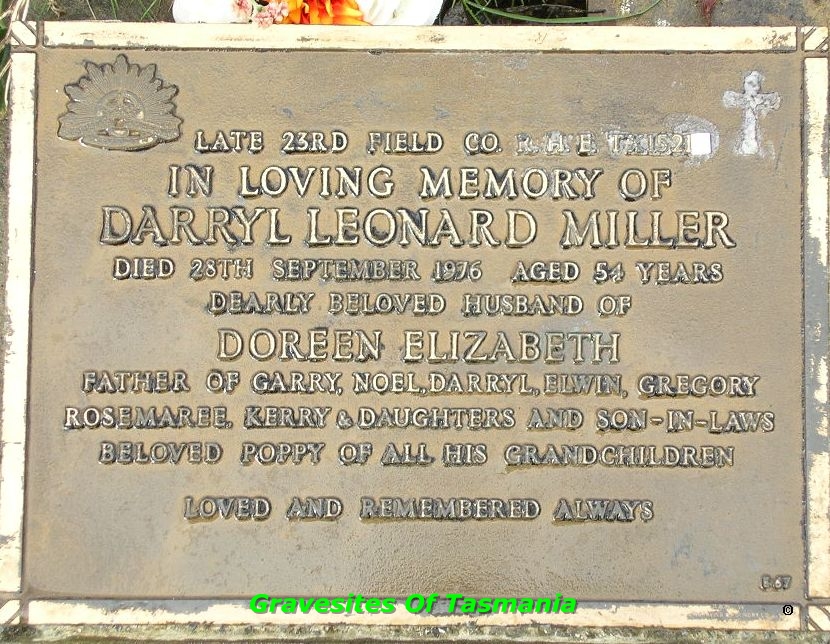 LATE 23RD FIELD CO. R.H.E. TX1521
IN LOVING MEMORY OF
DARRYL LEONARD MILLER
DIED 28TH SEPTEMBER 1976 AGED 54 YEARS
DEARLY BELOVED HUSBAND OF
DOREEN ELIZABETH
FATHER OF GARRY, NOEL, DARRYL, ELWIN, GREGORY
ROSEMAREE, KERRY & DAUGHTERS AND SON-IN-LAWS
BELOVED POPPY OF ALL HIS GRANDCHILDREN
LOVED AND REMEMBERED ALWAYS
E.67
Gravesites Of Tasmania
©